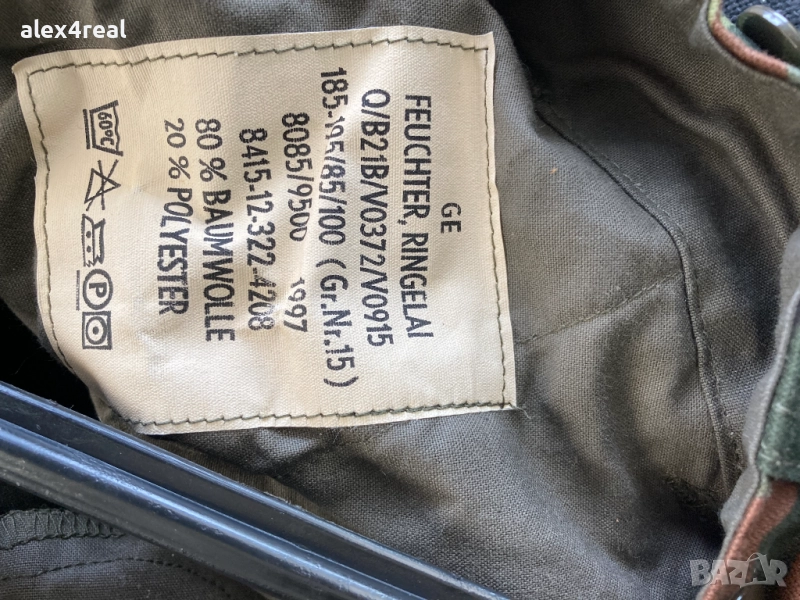 alex4real
GE
FEUCHTER, RINGELAI
Q/B21B/V0372/V0915
185-195/85/100 (Gr.Nr.15)
8085/9500 1997
8415-12-322-4208
80 % BAUMWOLLE
20 % POLYESTER
60°C P
BAZAR